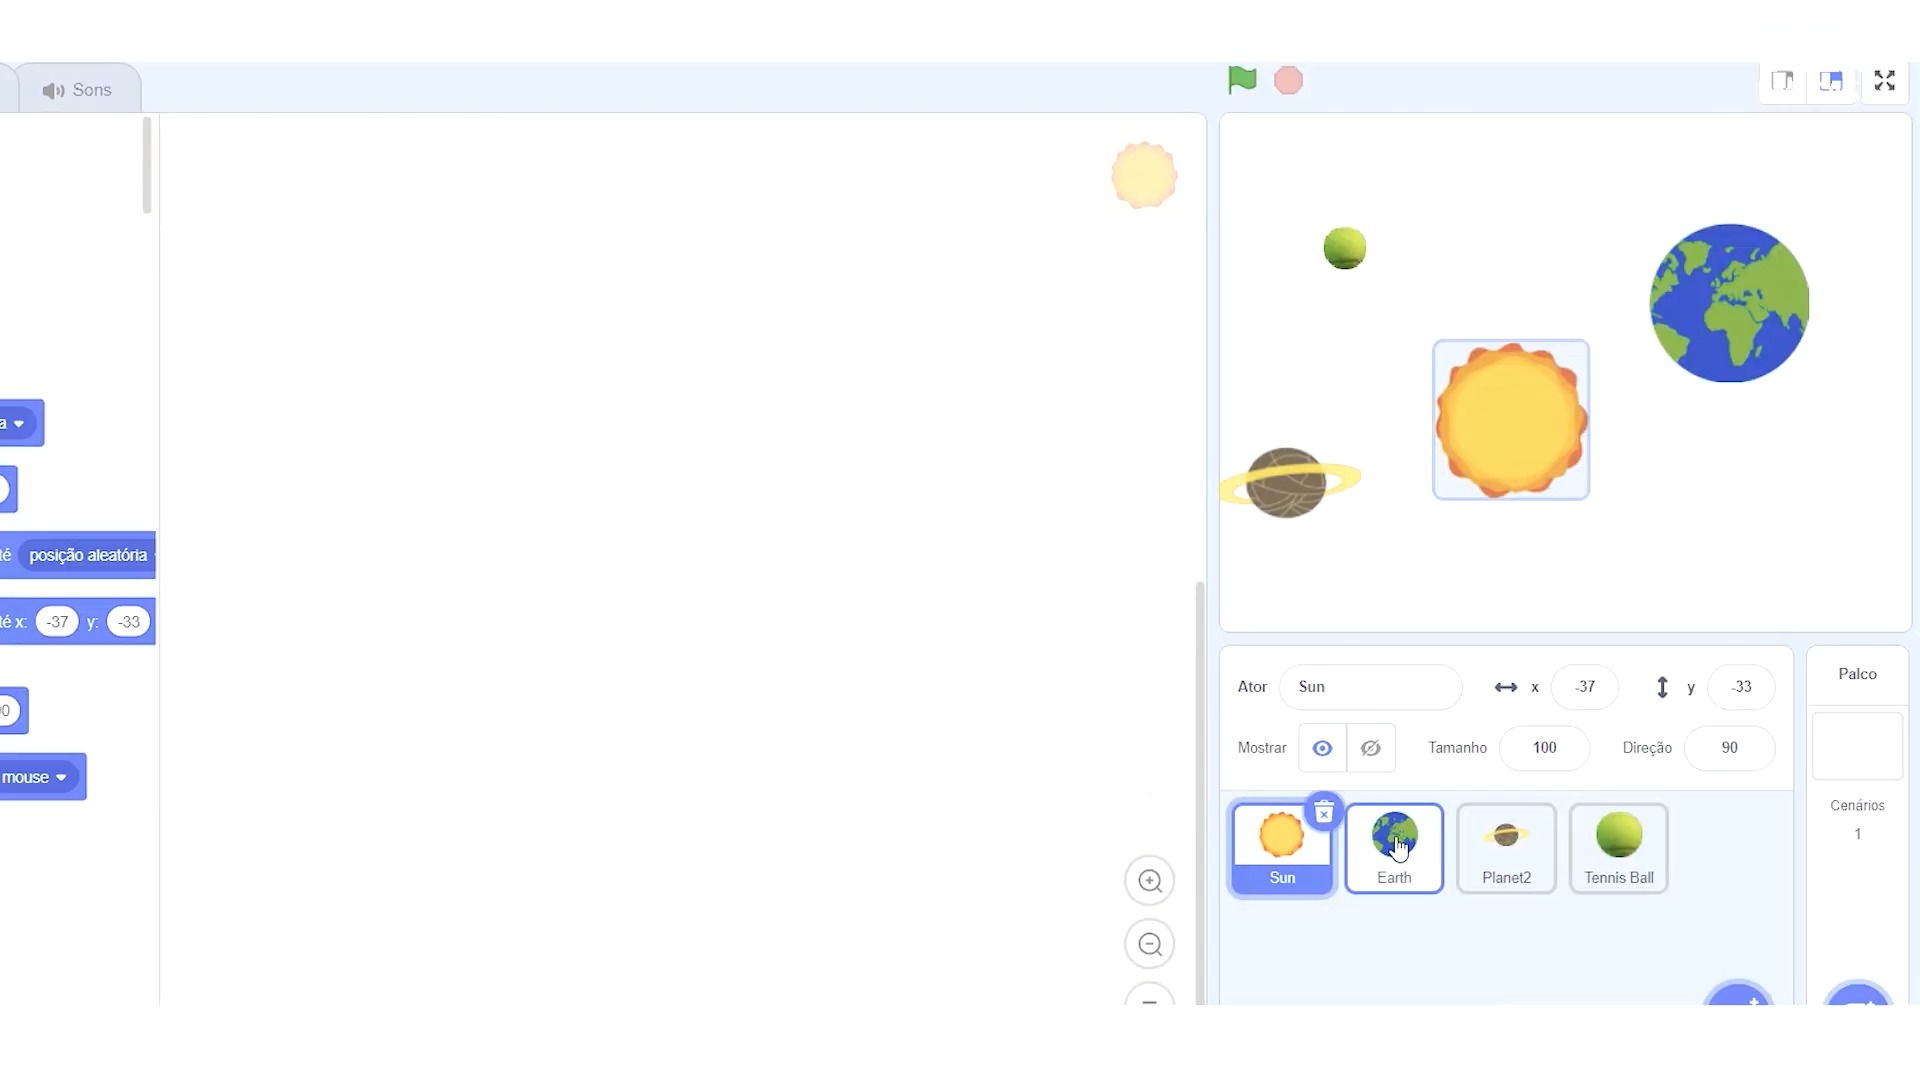 Sons
a
té posição aleatória
té x: -37 y: -33
90
mouse
Ator Sun x -37 y -33
Mostrar Tamanho 100 Direção 90
Sun Earth Planet2 Tennis Ball
Palco
Cenários
1